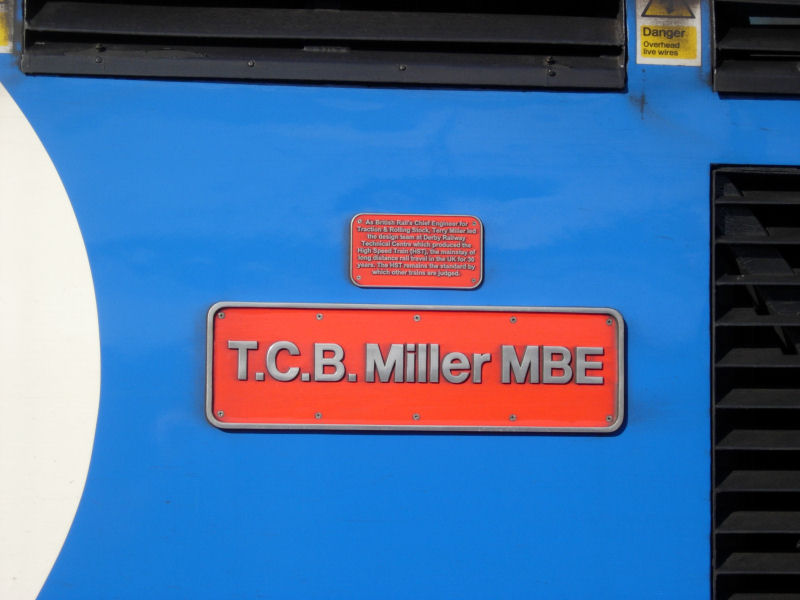 Danger
Overhead
live wires
As British Rail's Chief Engineer for
Traction & Rolling Stock, Terry Miller led
the design team at Derby Railway
Technical Centre which produced the
High Speed Train (HST), the mainstay of
long distance rail travel in the UK for 30
years. The HST remains the standard by
which other trains are judged.
T.C.B. Miller MBE